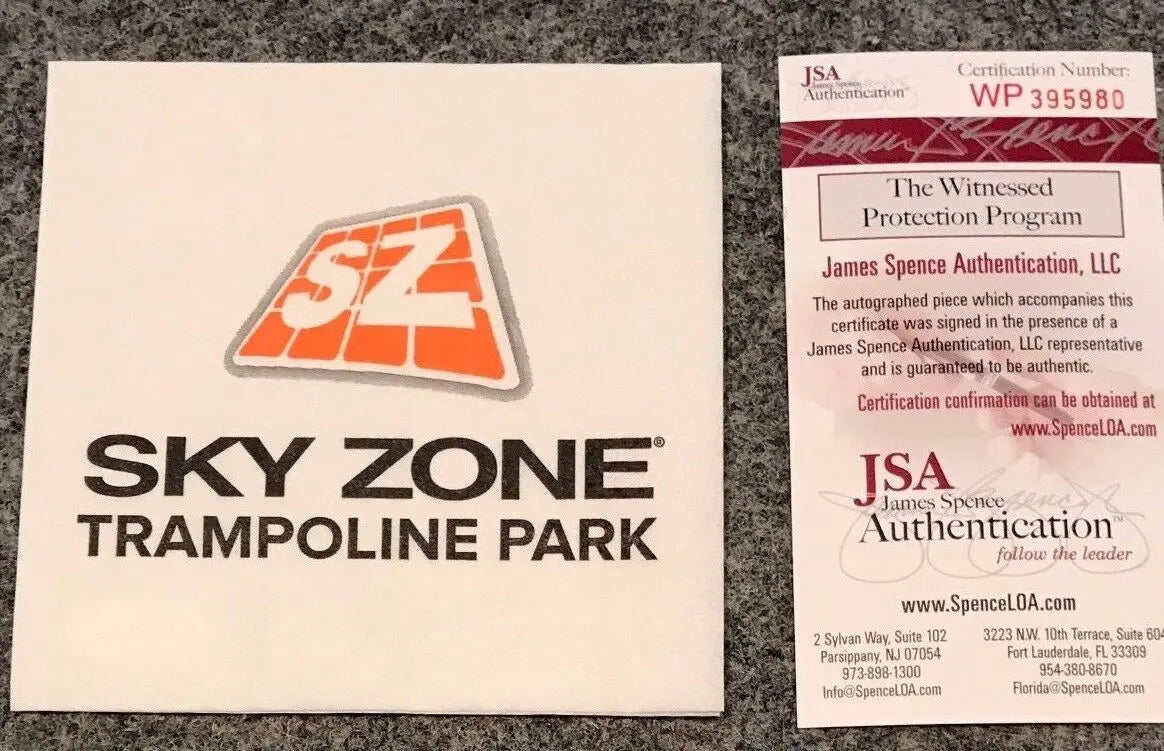 SZ
SKY ZONE®
TRAMPOLINE PARK
JSA
James Spence
Authentication
Certification Number:
WP 395980
The Witnessed
Protection Program
James Spence Authentication, LLC
The autographed piece which accompanies this
certificate was signed in the presence of a
James Spence Authentication, LLC representative
and is guaranteed to be authentic.
Certification confirmation can be obtained at
www.SpenceLOA.com
JSA
James Spence
Authentication™
follow the leader
www.SpenceLOA.com
2 Sylvan Way, Suite 102
Parsippany, NJ 07054
973-898-1300
Info@SpenceLOA.com
3223 N.W. 10th Terrace, Suite 604
Fort Lauderdale, FL 33309
954-380-8670
Florida@SpenceLOA.com